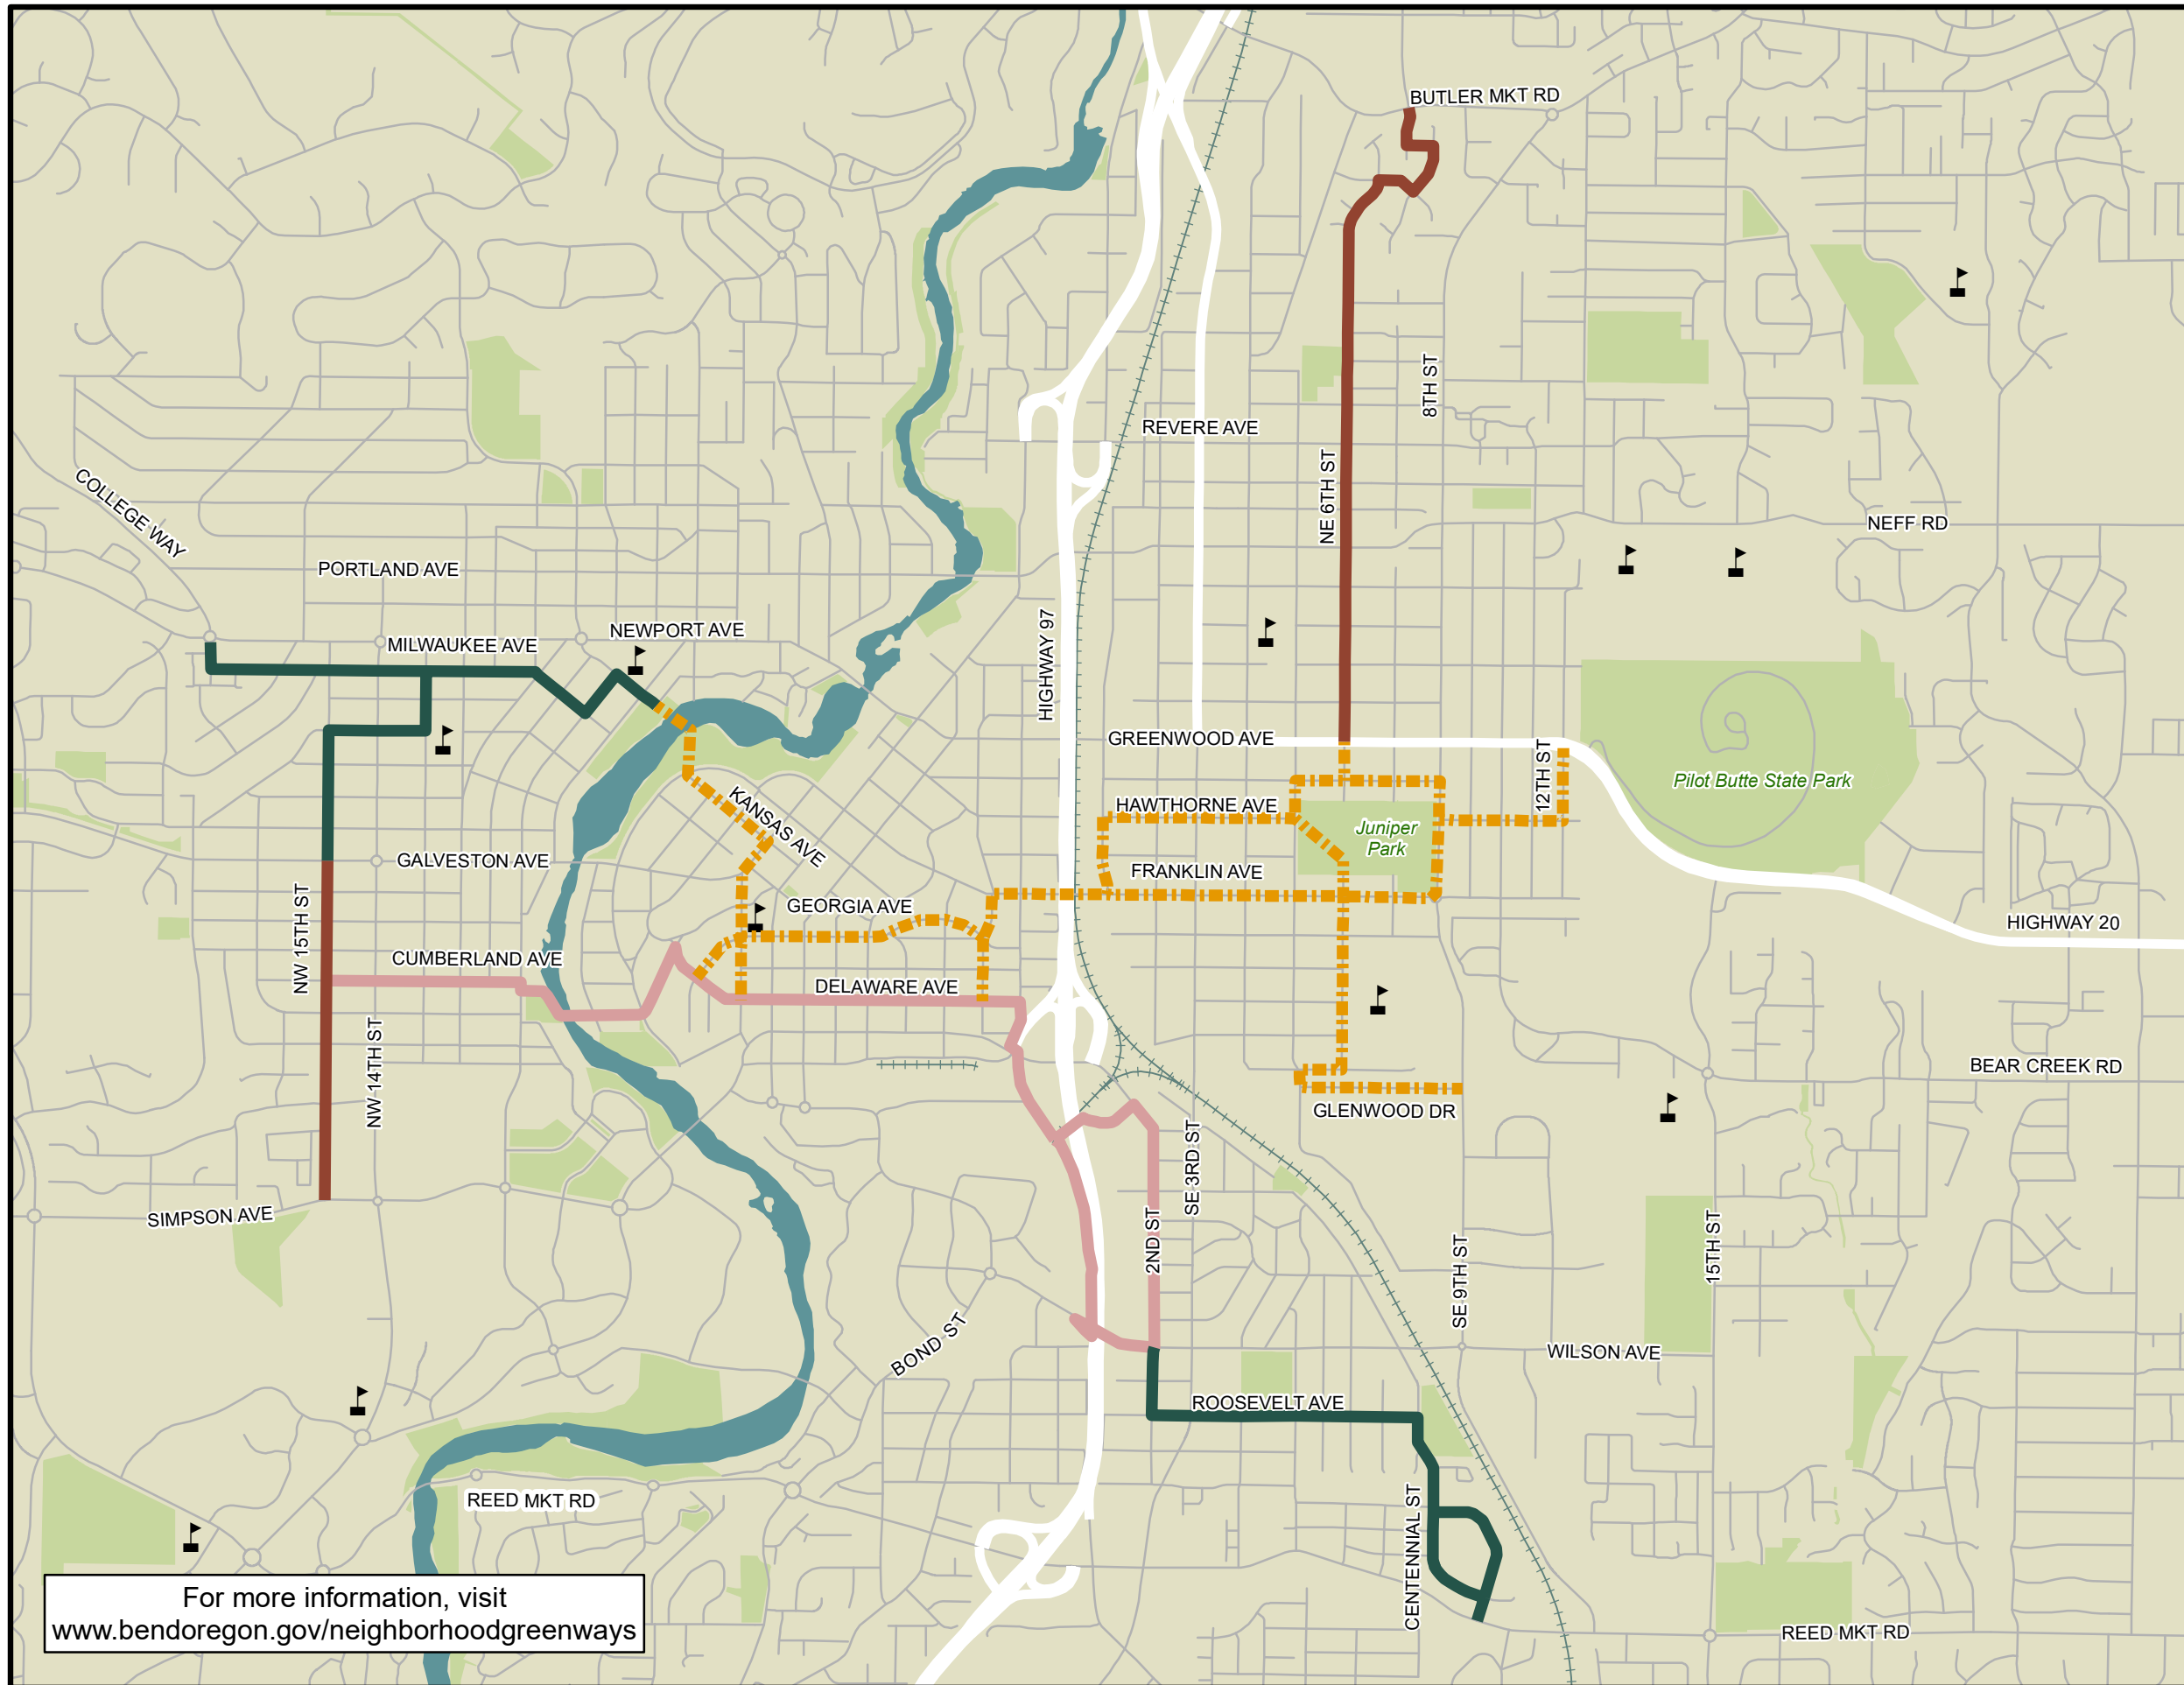 BUTLER MKT RD
8TH ST
REVERE AVE
NE 6TH ST
COLLEGE WAY
NEFF RD
PORTLAND AVE
NEWPORT AVE
MILWAUKEE AVE
HIGHWAY 97
GREENWOOD AVE
12TH ST
Pilot Butte State Park
HAWTHORNE AVE
KANSAS AVE
Juniper
Park
GALVESTON AVE
FRANKLIN AVE
GEORGIA AVE
HIGHWAY 20
NW 15TH ST
CUMBERLAND AVE
DELAWARE AVE
NW 14TH ST
BEAR CREEK RD
GLENWOOD DR
SE 3RD ST
SIMPSON AVE
2ND ST
15TH ST
SE 9TH ST
BOND ST
WILSON AVE
ROOSEVELT AVE
REED MKT RD
CENTENNIAL ST
For more information, visit
www.bendoregon.gov/neighborhoodgreenways
REED MKT RD